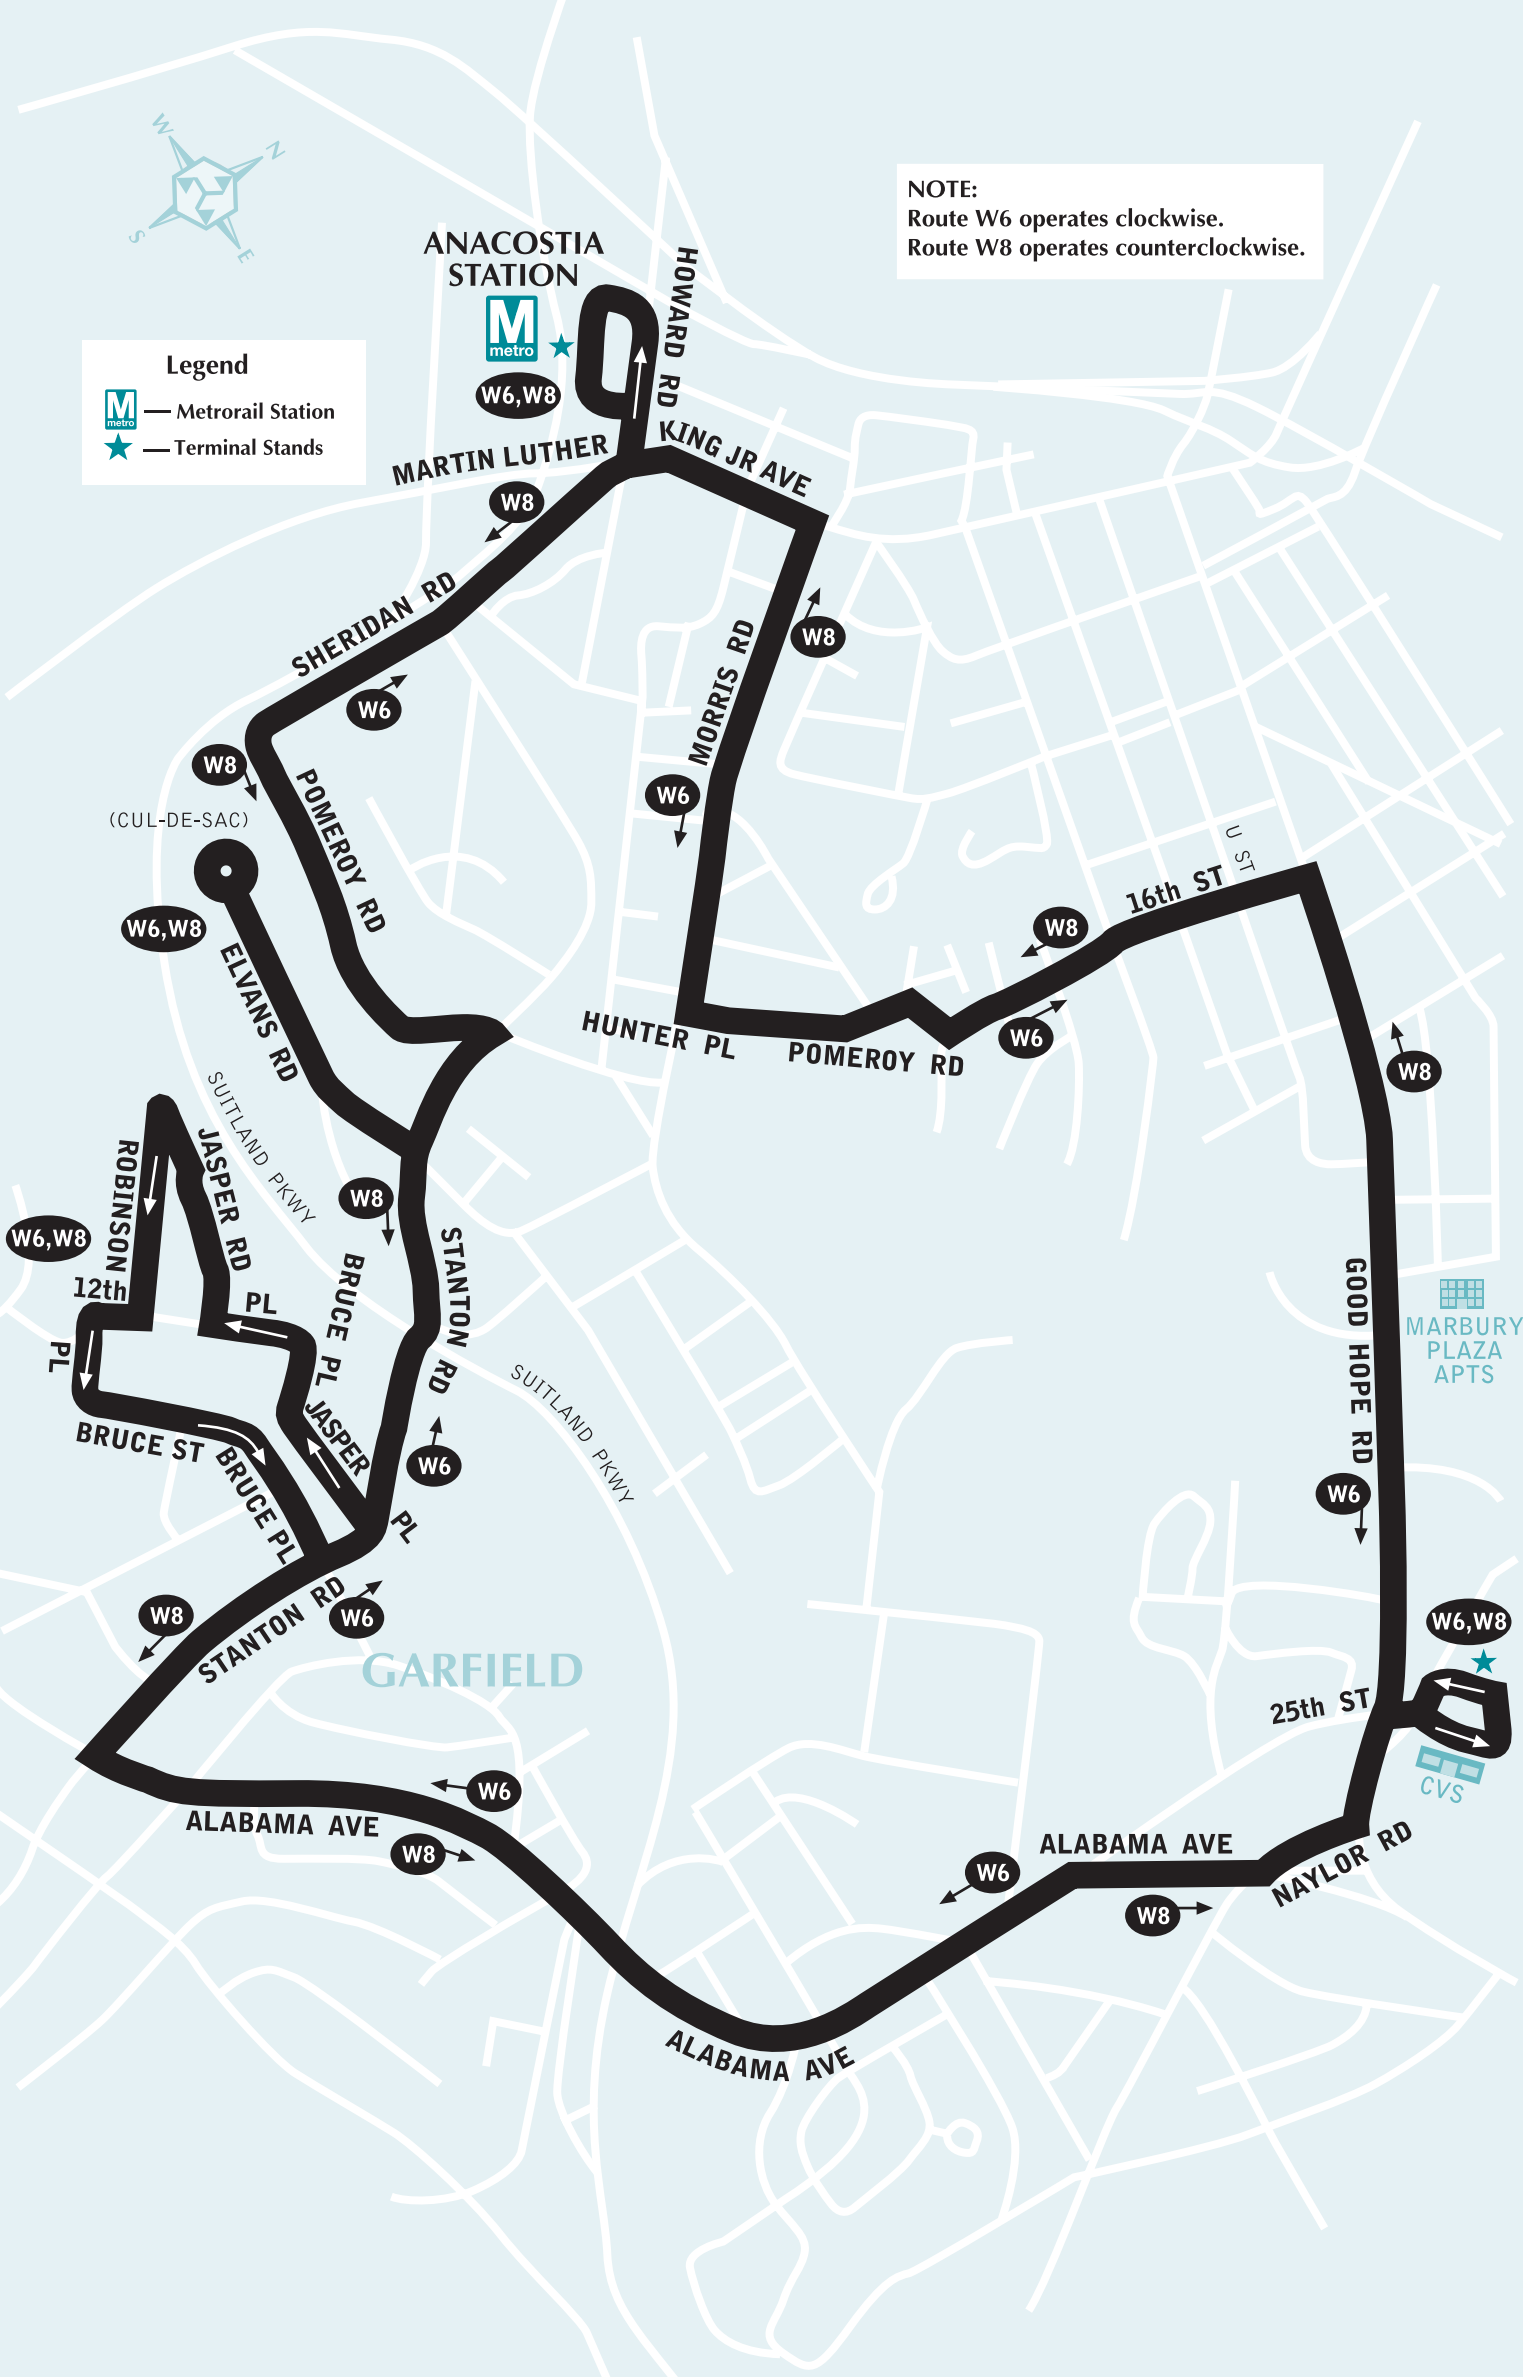 W
N
S
E
NOTE:
Route W6 operates clockwise.
Route W8 operates counterclockwise.
ANACOSTIA
STATION
M
metro
W6,W8
HOWARD RD
Legend
M
metro
Metrorail Station
Terminal Stands
MARTIN LUTHER KING JR AVE
W8
SHERIDAN RD
W8
MORRIS RD
W6
W8
W6
POMEROY RD
(CUL-DE-SAC)
U ST
16th ST
W6,W8
W8
ELVANS RD
HUNTER PL
POMEROY RD
W6
W8
SUITLAND PKWY
ROBINSON
JASPER RD
W8
W6,W8
STANTON RD
BRUCE PL
12th
PL
PL
GOOD HOPE RD
MARBURY
PLAZA
APTS
SUITLAND PKWY
JASPER
PL
BRUCE ST
BRUCE PL
W6
W6
W8
STANTON RD
W6
W6,W8
GARFIELD
25th ST
CVS
W6
ALABAMA AVE
W8
ALABAMA AVE
NAYLOR RD
W6
W8
ALABAMA AVE